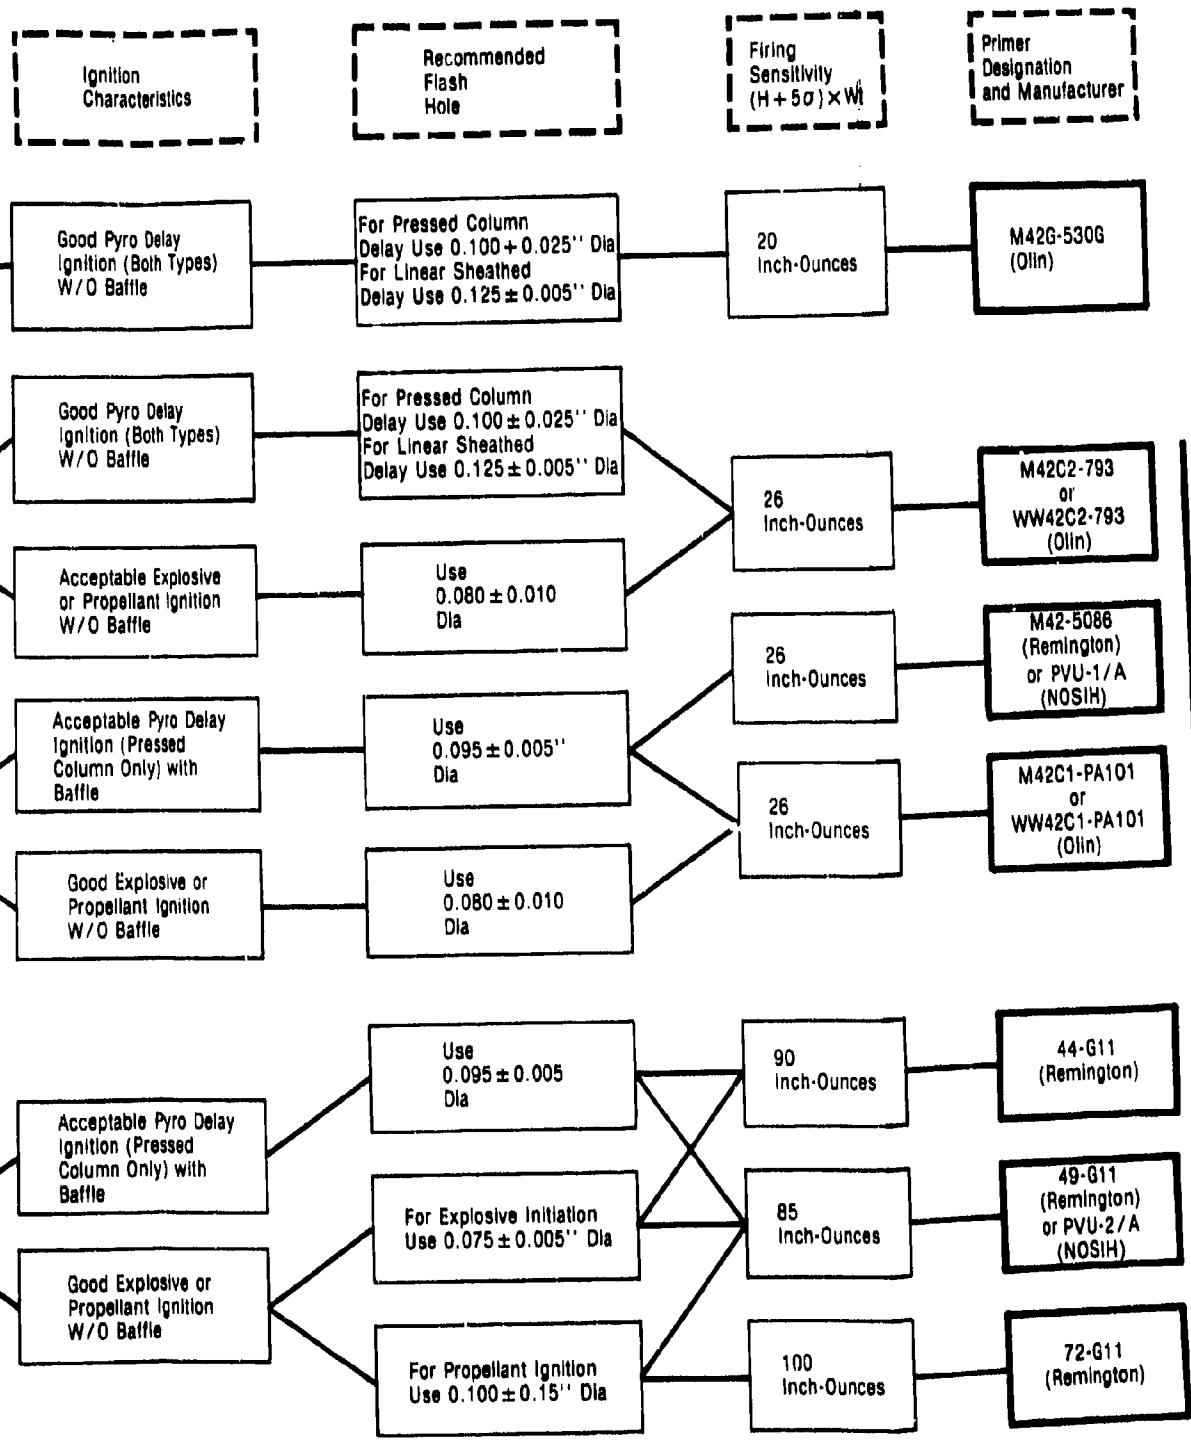 Ignition
Characteristics
Recommended
Flash
Hole
Firing
Sensitivity
(H+5σ)×Wt
Primer
Designation
and Manufacturer
Good Pyro Delay
Ignition (Both Types)
W/O Baffle
For Pressed Column
Delay Use 0.100+0.025'' Dia
For Linear Sheathed
Delay Use 0.125±0.005'' Dia
20
Inch-Ounces
M42G-530G
(Olin)
Good Pyro Delay
Ignition (Both Types)
W/O Baffle
For Pressed Column
Delay Use 0.100±0.025'' Dia
For Linear Sheathed
Delay Use 0.125±0.005'' Dia
26
Inch-Ounces
M42C2-793
or
WW42C2-793
(Olin)
Acceptable Explosive
or Propellant Ignition
W/O Baffle
Use
0.080±0.010
Dia
26
Inch-Ounces
M42-5086
(Remington)
or PVU-1/A
(NOSIH)
Acceptable Pyro Delay
Ignition (Pressed
Column Only) with
Baffle
Use
0.095±0.005''
Dia
26
Inch-Ounces
M42C1-PA101
or
WW42C1-PA101
(Olin)
Good Explosive or
Propellant Ignition
W/O Baffle
Use
0.080±0.010
Dia
Use
0.095±0.005
Dia
90
Inch-Ounces
44-G11
(Remington)
Acceptable Pyro Delay
Ignition (Pressed
Column Only) with
Baffle
For Explosive Initiation
Use 0.075±0.005'' Dia
85
Inch-Ounces
49-G11
(Remington)
or PVU-2/A
(NOSIH)
Good Explosive or
Propellant Ignition
W/O Baffle
For Propellant Ignition
Use 0.100±0.15'' Dia
100
Inch-Ounces
72-G11
(Remington)